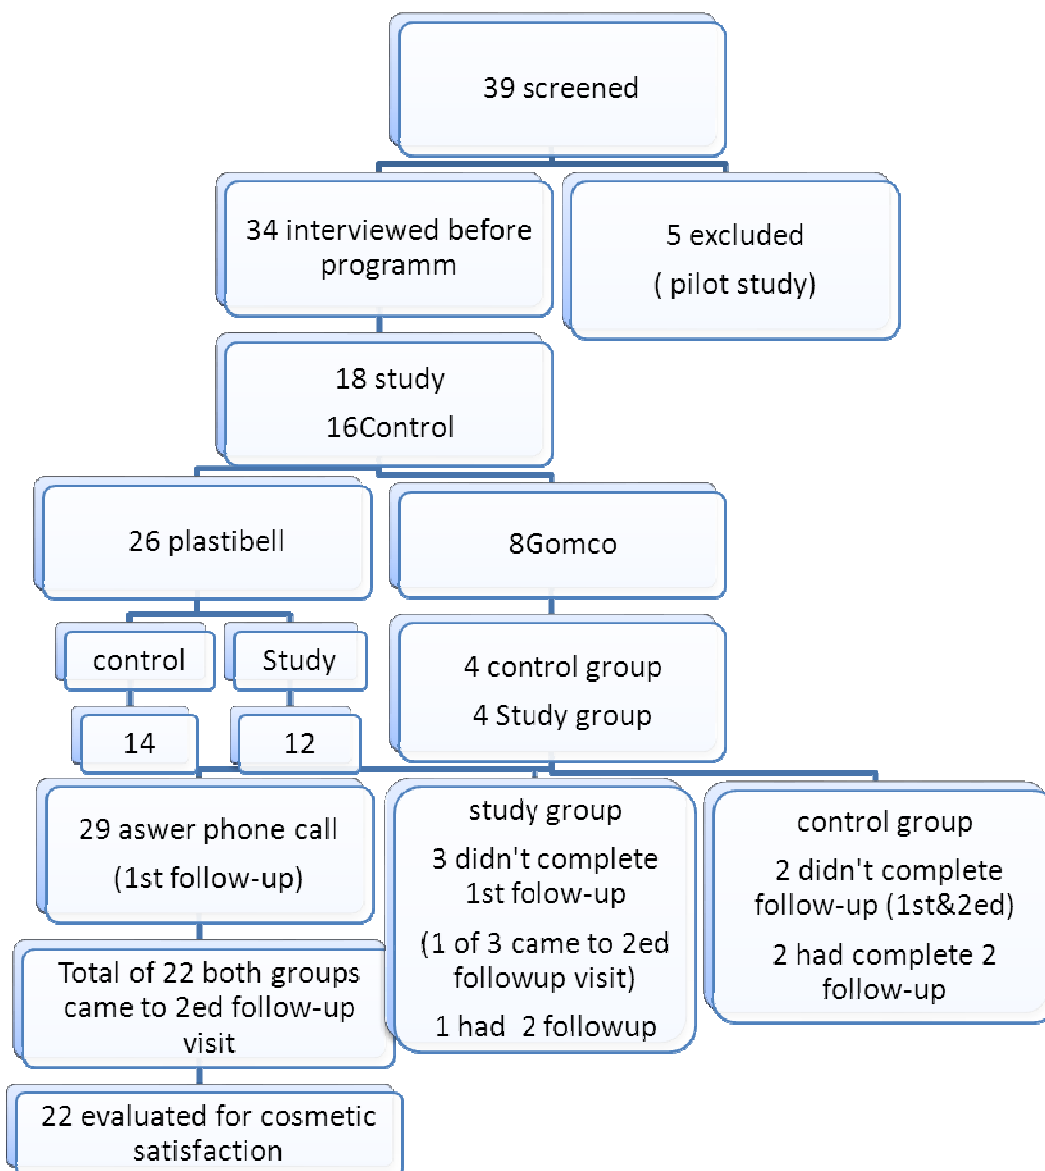 39 screened
34 interviewed before
programm
5 excluded
( pilot study)
18 study
16Control
26 plastibell
8Gomco
control
Study
14
12
4 control group
4 Study group
29 aswer phone call
(1st follow-up)
study group
3 didn't complete
1st folow-up
(1 of 3 came to 2ed
followup visit)
1 had 2 followup
control group
2 didn't complete
follow-up (1st&2ed)
2 had complete 2
follow-up
Total of 22 both groups
came to 2ed follow-up
visit
22 evaluated for cosmetic
satisfaction